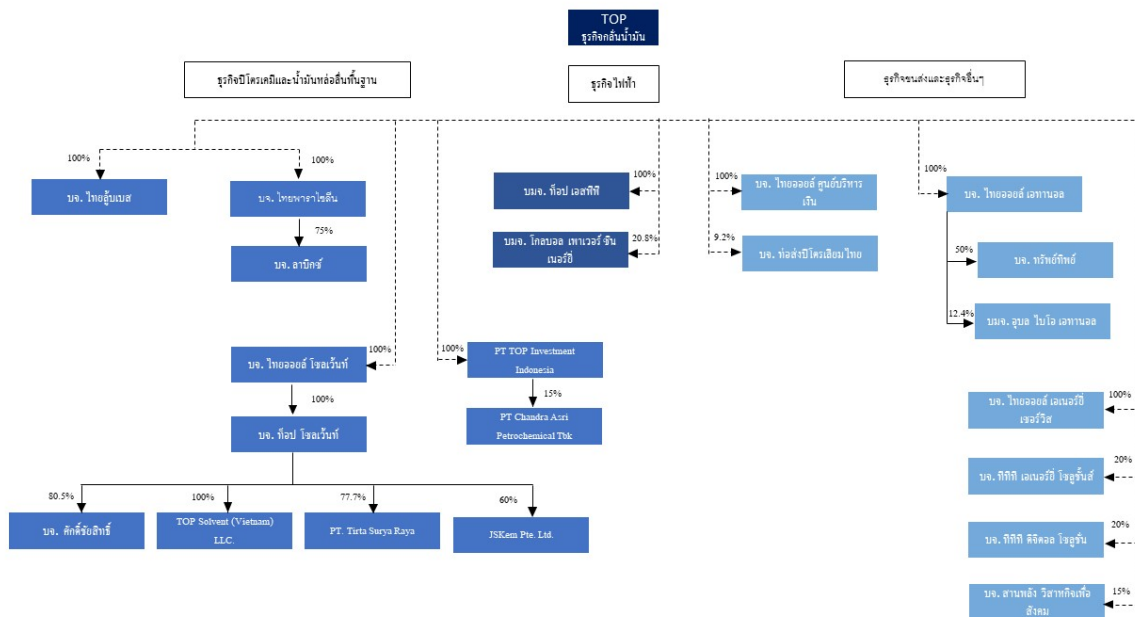 TOP
ธุรกิจกลั่นน้ำมัน
ธุรกิจปิโตรเคมีและน้ำมันหล่อลื่นพื้นฐาน
ธุรกิจไฟฟ้า
ธุรกิจขนส่งและธุรกิจอื่นๆ
100%
บจ. ไทยลู้บเบส
100%
บจ. ไทยพาราไซลีน
75%
บจ. ลาบิกซ์
100%
บจ. ไทยออยล์ โซลเว้นท์
100%
บจ. ท็อป โซลเว้นท์
80.5%
บจ. ศักดิ์ชัยสิทธิ์
100%
TOP Solvent (Vietnam)
LLC.
77.7%
PT. Tirta Surya Raya
60%
JSKem Pte. Ltd.
100%
PT TOP Investment
Indonesia
15%
PT Chandra Asri
Petrochemical Tbk
บมจ. ท็อป เอสพีพี
100%
บมจ. โกลบอล เพาเวอร์ ซิน
เนอร์ยี่
20.8%
100%
บจ. ไทยออยล์ ศูนย์บริหาร
เงิน
9.2%
บจ. ท่อส่งปิโตรเลียมไทย
100%
บจ. ไทยออยล์ เอทานอล
50%
บจ. ทรัพย์ทิพย์
12.4%
บมจ. อุบล ไบโอ เอทานอล
บจ. ไทยออยล์ เอเนอร์ยี่
เซอร์วิส
100%
บจ. พีทีที เอเนอร์ยี่ โซลูชั่นส์
20%
บจ. พีทีที ดิจิตอล โซลูชั่น
20%
บจ. สานพลัง วิสาหกิจเพื่อ
สังคม
15%